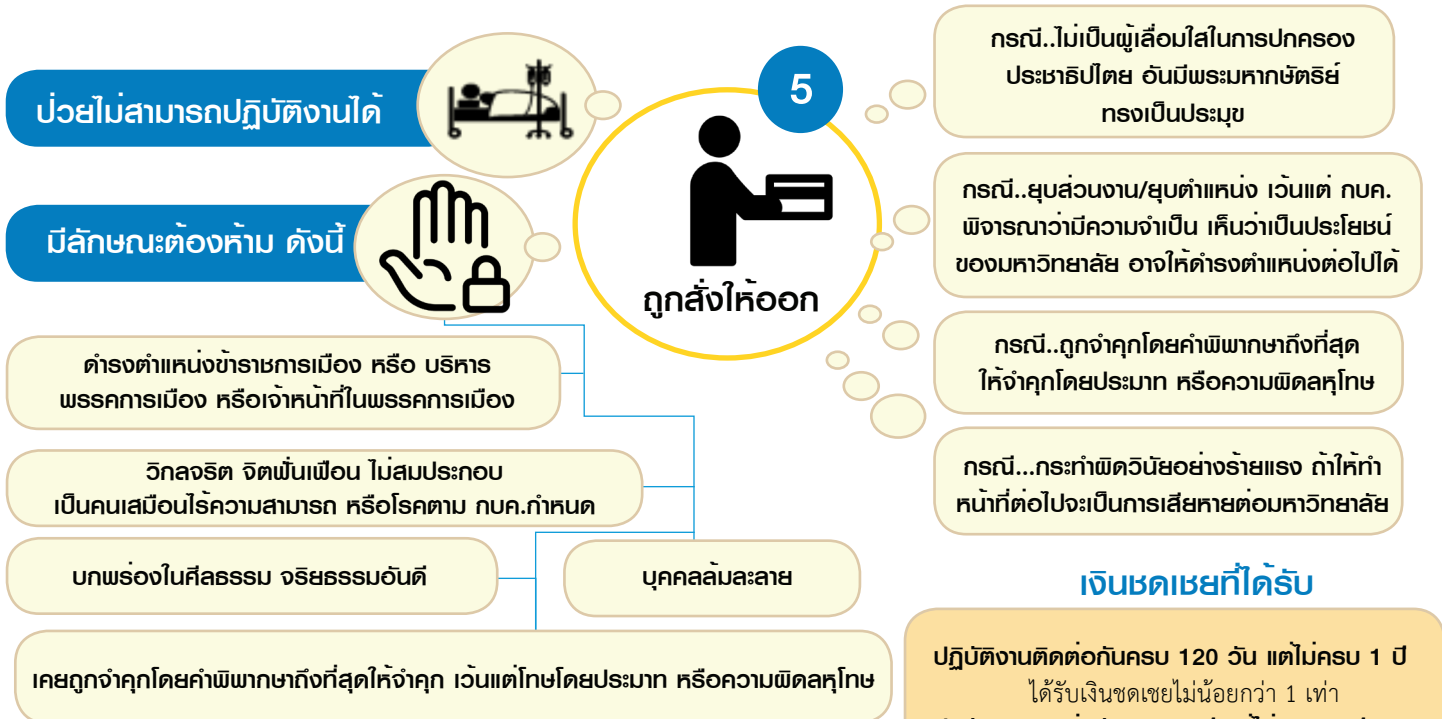 ป่วยไม่สามารถปฏิบัติงานได้
มีลักษณะต้องห้าม ดังนี้
ดำรงตำแหน่งข้าราชการเมือง หรือ บริหาร
พรรคการเมือง หรือเจ้าหน้าที่ในพรรคการเมือง
วิกลจริต จิตฟั่นเฟือน ไม่สมประกอบ
เป็นคนเสมือนไร้ความสามารถ หรือโรคตาม กบค.กำหนด
บกพร่องในศีลธรรม จริยธรรมอันดี
บุคคลล้มละลาย
เคยถูกจำคุกโดยคำพิพากษาถึงที่สุดให้จำคุก เว้นแต่โทษโดยประมาท หรือความผิดลหุโทษ
5
ถูกสั่งให้ออก
กรณี..ไม่เป็นผู้เลื่อมใสในการปกครอง
ประชาธิปไตย อันมีพระมหากษัตริย์
ทรงเป็นประมุข
กรณี..ยุบส่วนงาน/ยุบตำแหน่ง เว้นแต่ กบค.
พิจารณาว่ามีความจำเป็น เห็นว่าเป็นประโยชน์
ของมหาวิทยาลัย อาจให้ดำรงตำแหน่งต่อไปได้
กรณี..ถูกจำคุกโดยคำพิพากษาถึงที่สุด
ให้จำคุกโดยประมาท หรือความผิดลหุโทษ
กรณี...กระทำผิดวินัยอย่างร้ายแรง ถ้าให้ทำ
หน้าที่ต่อไปจะเป็นการเสียหายต่อมหาวิทยาลัย
เงินชดเชยที่ได้รับ
ปฏิบัติงานติดต่อกันครบ 120 วัน แต่ไม่ครบ 1 ปี
ได้รับเงินชดเชยไม่น้อยกว่า 1 เท่า